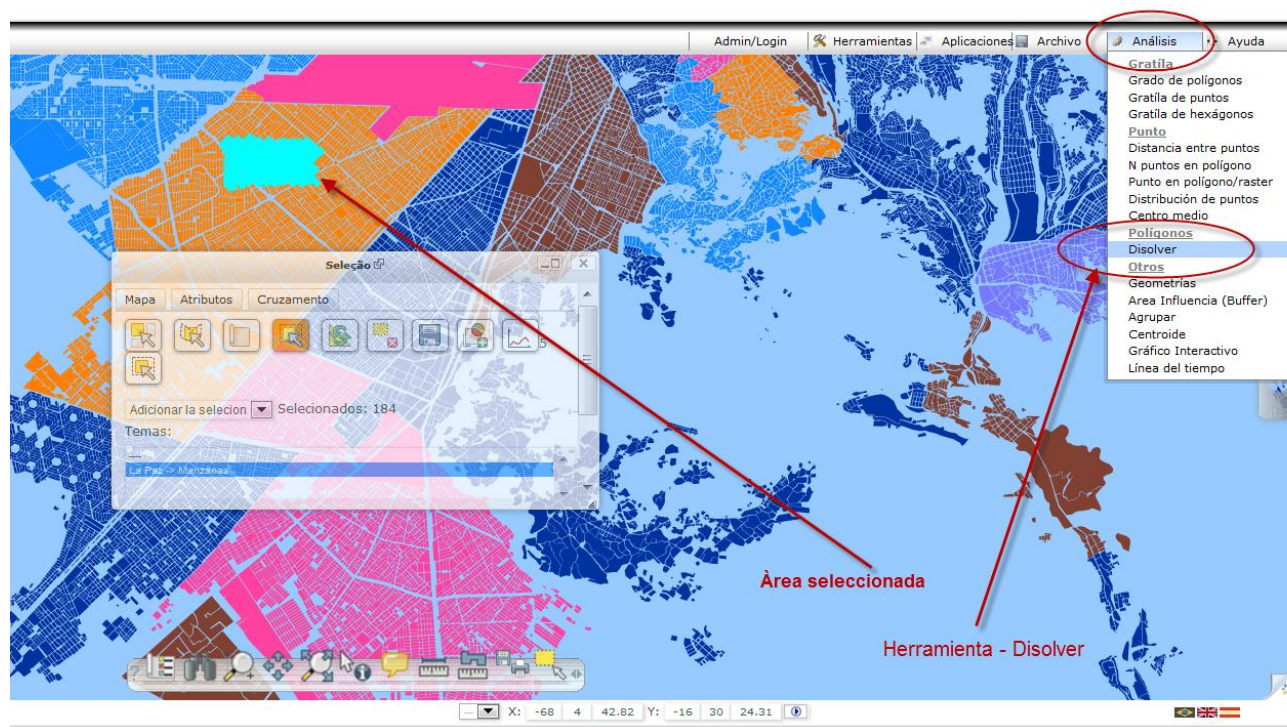 Admin/Login Herramientas Aplicaciones Archivo Análisis Ayuda
Gratíla
Grado de polígonos
Gratíla de puntos
Gratíla de hexágonos
Punto
Distancia entre puntos
N puntos en polígono
Punto en polígono/raster
Distribución de puntos
Centro medio
Polígonos
Disolver
Otros
Geometrías
Area Influencia (Buffer)
Agrupar
Centroide
Gráfico Interactivo
Línea del tiempo
Seleção
Mapa Atributos Cruzamento
5
Adicionar la selecion Selecionados: 184
Temas:
---
La Paz -> Manzanas
Àrea seleccionada
Herramienta - Disolver
?
--- X: -68 4 42.82 Y: -16 30 24.31